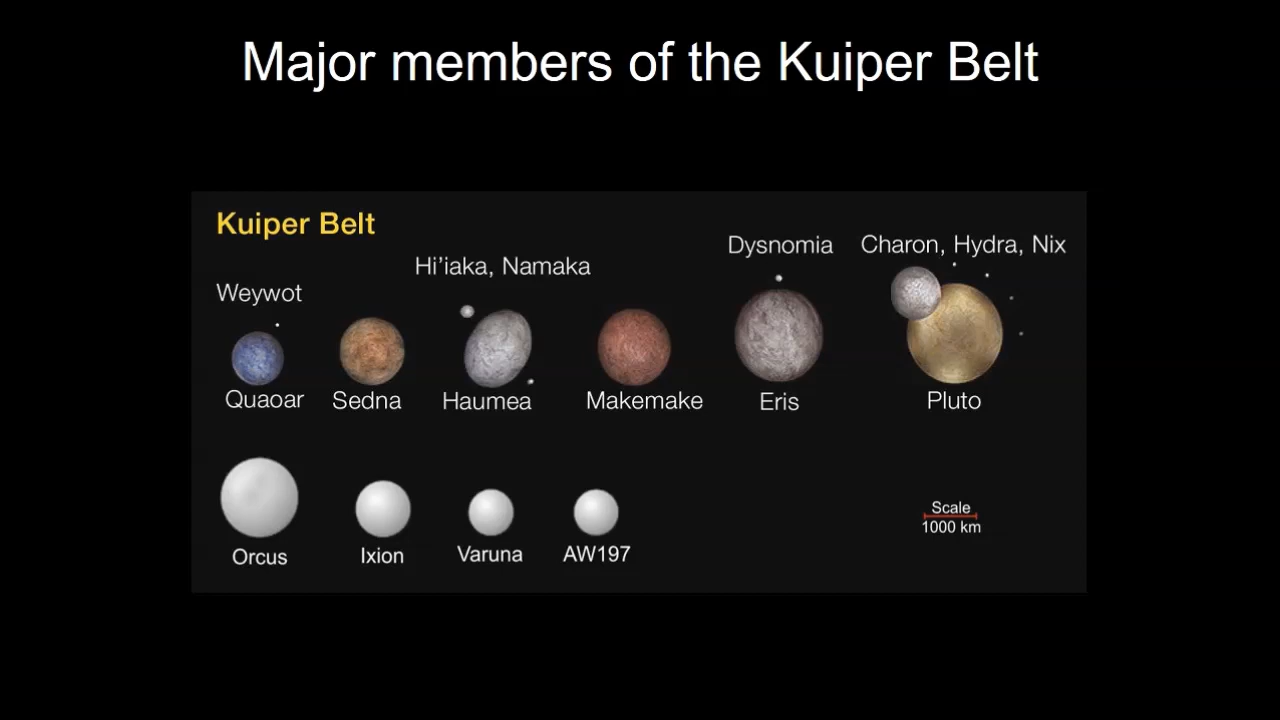 Major members of the Kuiper Belt
Kuiper Belt
Dysnomia
Charon, Hydra, Nix
Hi’iaka, Namaka
Weywot
Quaoar
Sedna
Haumea
Makemake
Eris
Pluto
Scale
1000 km
Orcus
Ixion
Varuna
AW197